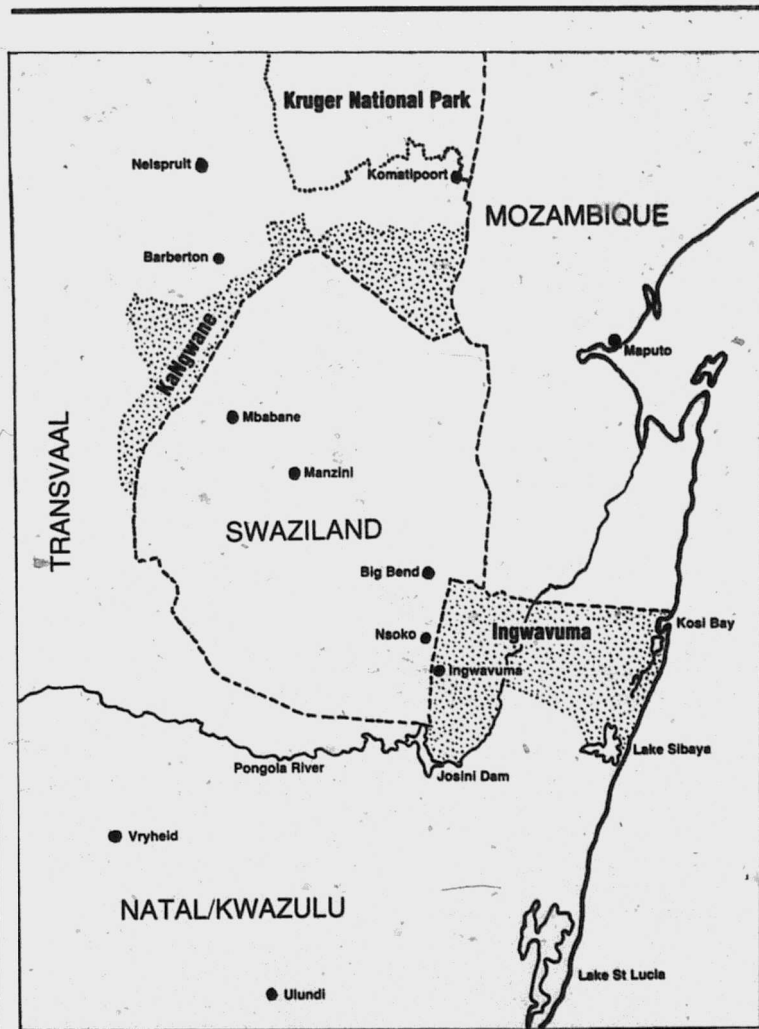 Kruger National Park
Nelspruit
Komatipoort
MOZAMBIQUE
Barberton
Maputo
KaNgwane
Mbabane
TRANSVAAL
Manzini
SWAZILAND
Big Bend
Nsoko
Ingwavuma
Kosi Bay
Ingwavuma
Lake Sibaya
Pongola River
Josini Dam
Vryheid
NATAL/KWAZULU
Lake St Lucia
Ulundi